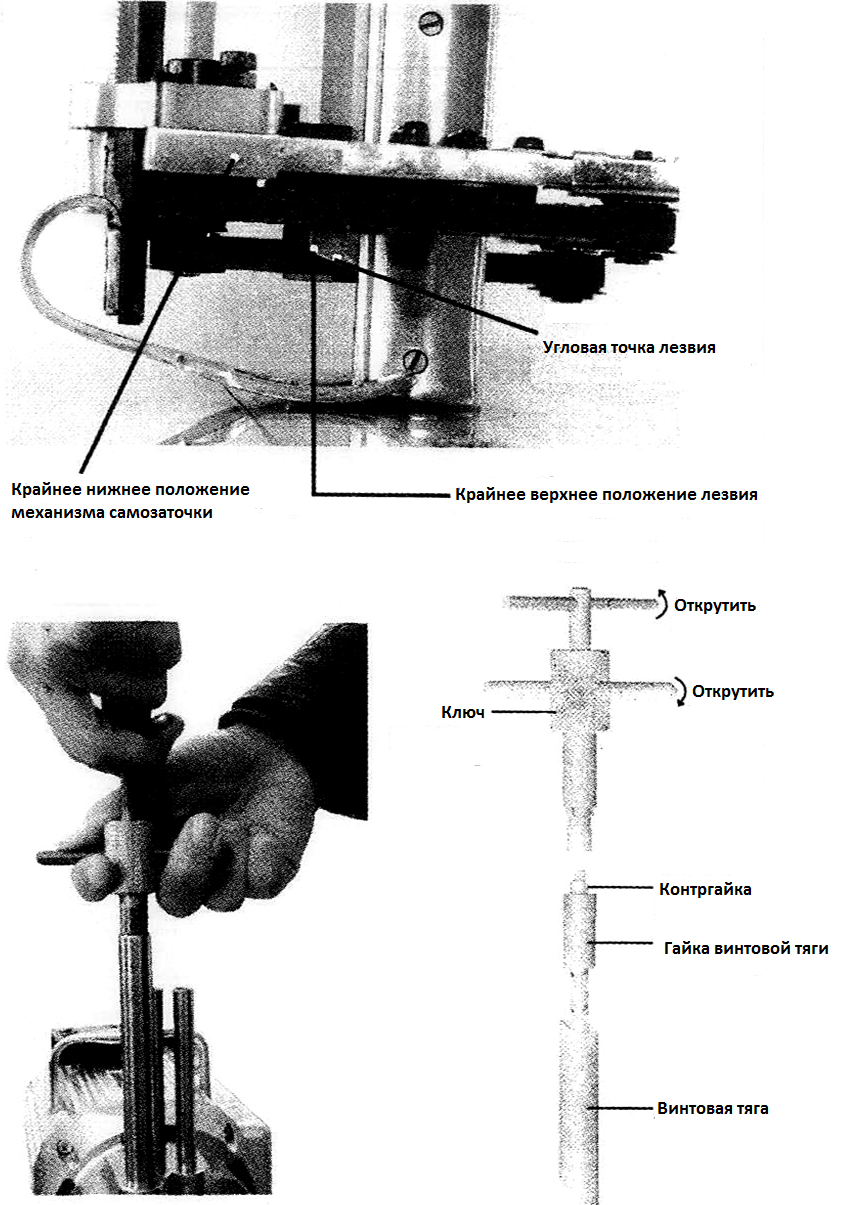 Угловая точка лезвия
Крайнее нижнее положение
механизма самозаточки
Крайнее верхнее положение лезвия
Открутить
Открутить
Ключ
Контргайка
Гайка винтовой тяги
Винтовая тяга